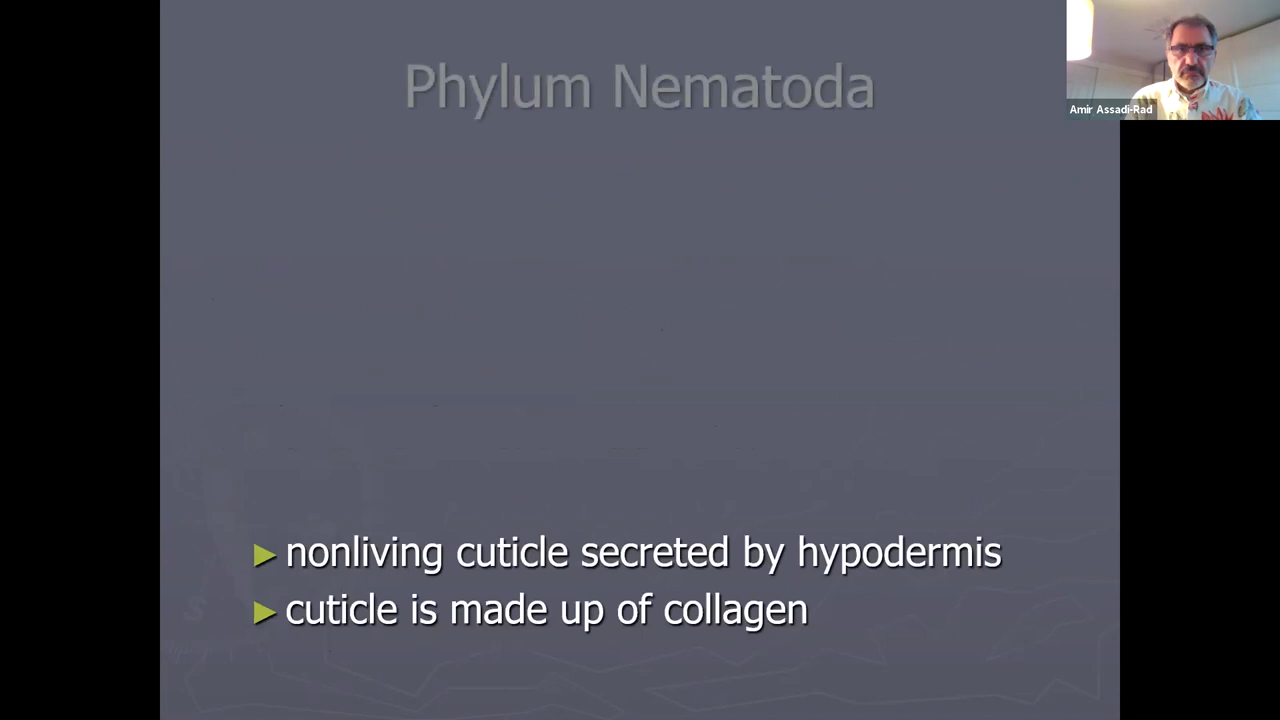 Phylum Nematoda
Amir Assadi-Rad
► nonliving cuticle secreted by hypodermis
► cuticle is made up of collagen